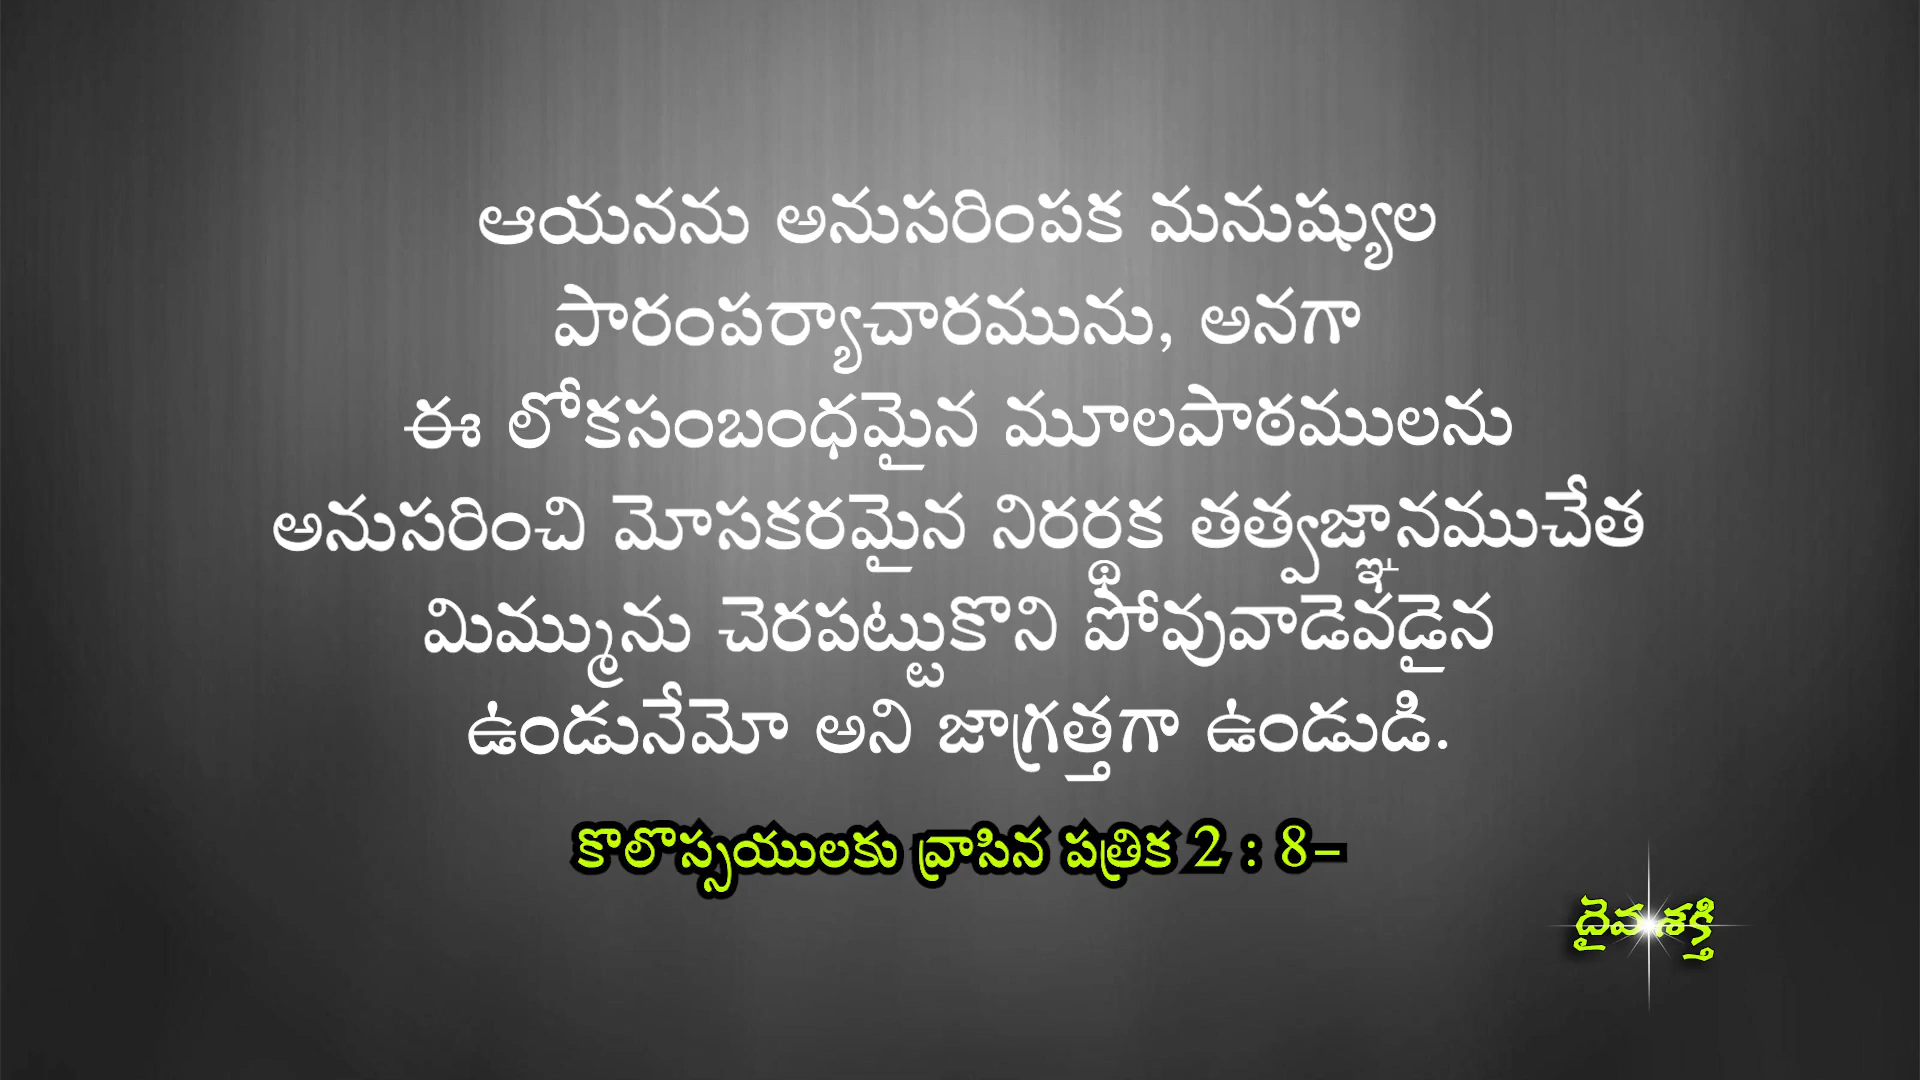 ఆయనను అనుసరింపక మనుష్యుల
పారంపర్యాచారమును, అనగా
ఈ లోకసంబంధమైన మూలపాఠములను
అనుసరించి మోసకరమైన నిరర్థక తత్వజ్ఞానముచేత
మిమ్మును చెరపట్టుకొని పోవువాడెవడైన
ఉండునేమో అని జాగ్రత్తగా ఉండుడి.
కొలొస్సయులకు వ్రాసిన పత్రిక 2 : 8-
దైవశక్తి